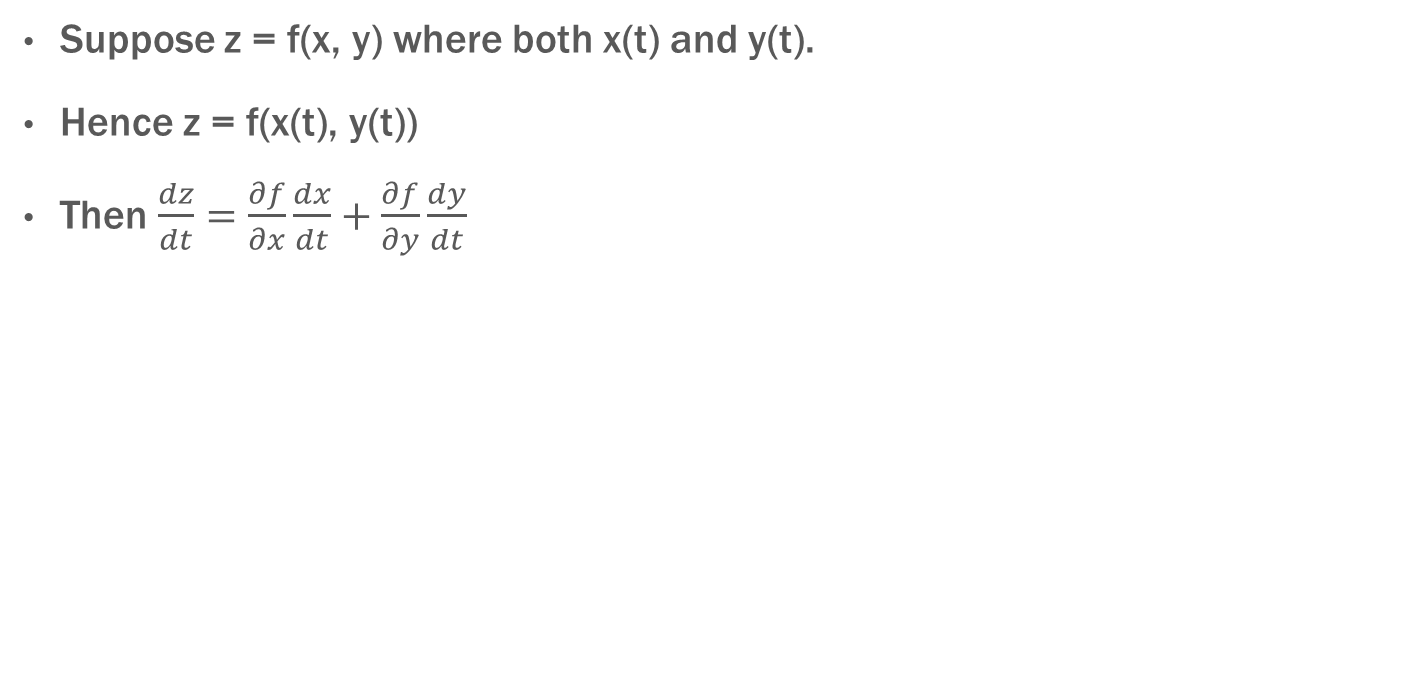 • Suppose z = f(x, y) where both x(t) and y(t).
• Hence z = f(x(t), y(t))
• Then dz/dt = ∂f/∂x dx/dt + ∂f/∂y dy/dt